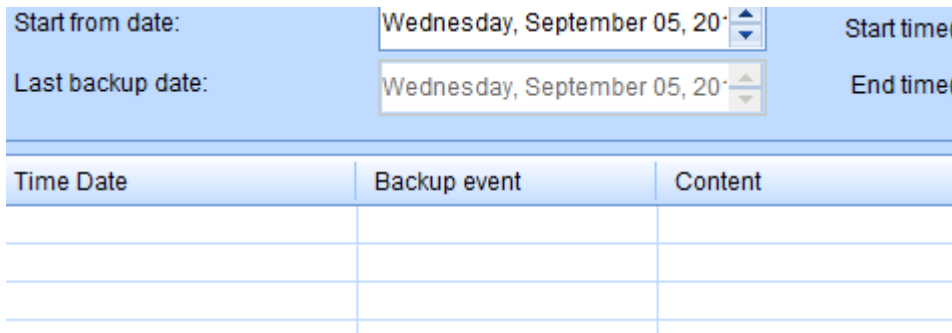 Start from date: Wednesday, September 05, 20 Start timer
Last backup date: Wednesday, September 05, 20 End timer
Time Date Backup event Content